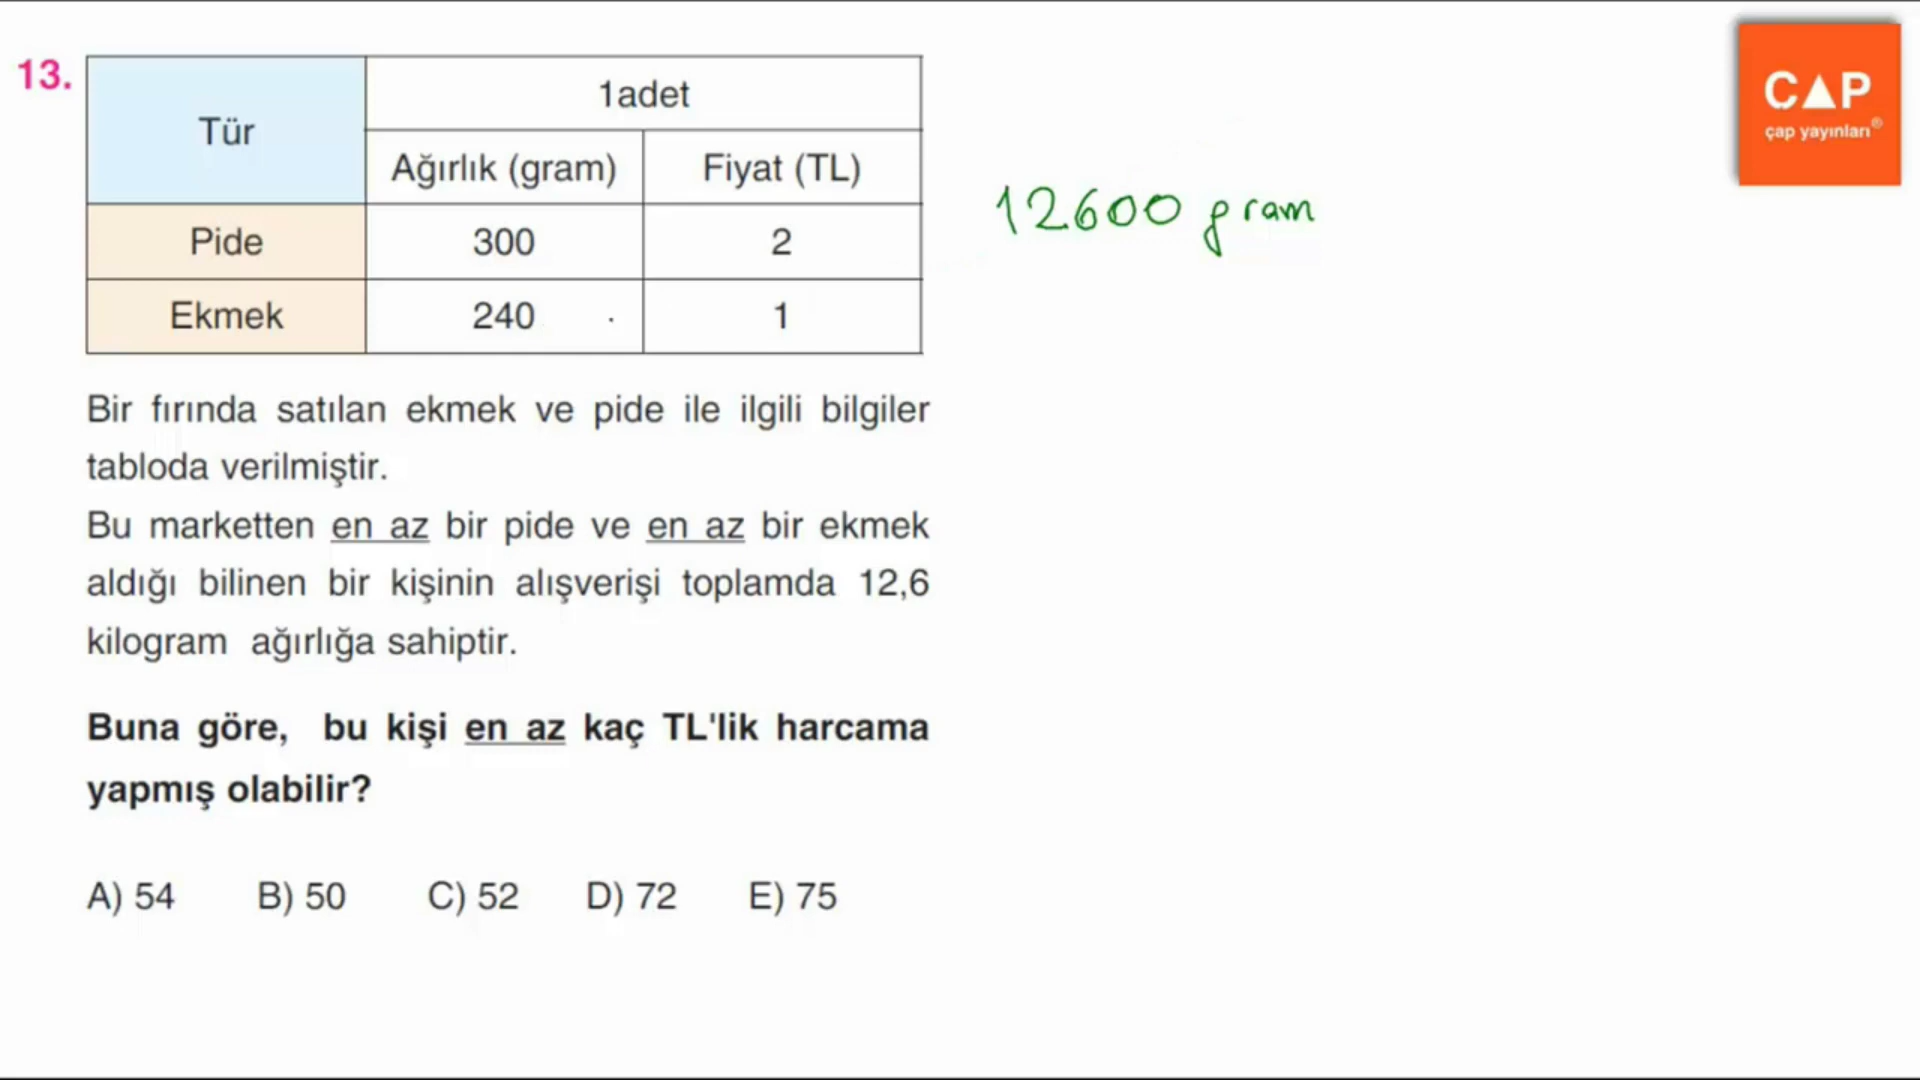 13.
Tür
1adet
Ağırlık (gram) Fiyat (TL)
Pide 300 2
Ekmek 240 1
Bir fırında satılan ekmek ve pide ile ilgili bilgiler
tabloda verilmiştir.
Bu marketten en az bir pide ve en az bir ekmek
aldığı bilinen bir kişinin alışverişi toplamda 12,6
kilogram ağırlığa sahiptir.
Buna göre, bu kişi en az kaç TL'lik harcama
yapmış olabilir?
A) 54 B) 50 C) 52 D) 72 E) 75
12600 gram
ÇAP
çap yayınları®